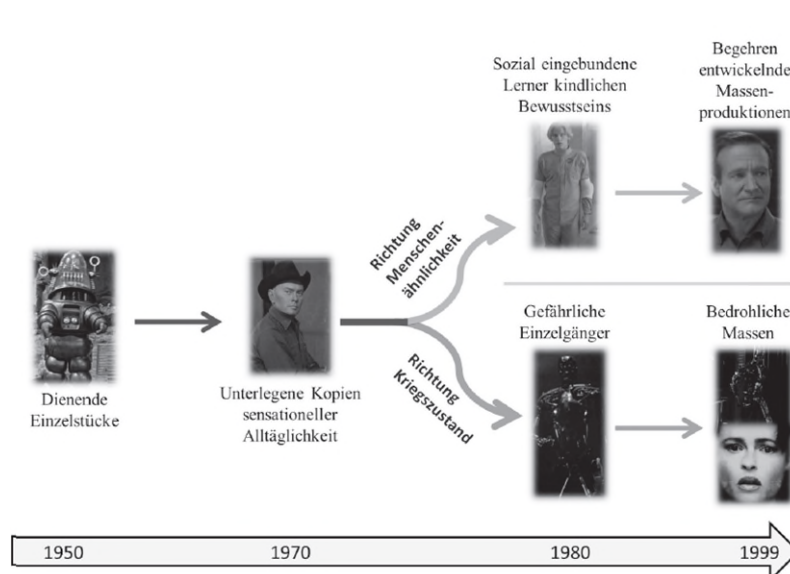 Sozial eingebundene
Lerner kindlichen
Bewusstseins
Begehren
entwickelnde
Massen-
produktionen
Richtung
Menschen-
ähnlichkeit
Dienende
Einzelstücke
Unterlegene Kopien
sensationeller
Alltäglichkeit
Gefährliche
Einzelgänger
Bedrohliche
Massen
Richtung
Kriegszustand
1950
1970
1980
1999